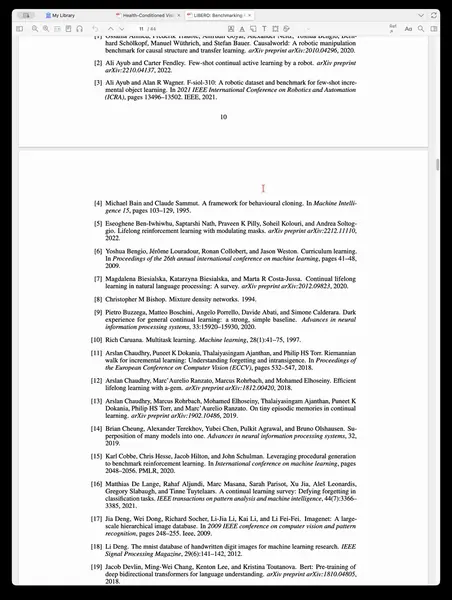 My Library
Health-Conditioned Vis
LIBERO: Benchmarking
11 / 44
Ref
Aa
hard Schölkopf, Manuel Wüthrich, and Stefan Bauer. Causalworld: A robotic manipulation
benchmark for causal structure and transfer learning. arXiv preprint arXiv:2010.04296, 2020.
[2] Ali Ayub and Carter Fendley. Few-shot continual active learning by a robot. arXiv preprint
arXiv:2210.04137, 2022.
[3] Ali Ayub and Alan R Wagner. F-siol-310: A robotic dataset and benchmark for few-shot incre-
mental object learning. In 2021 IEEE International Conference on Robotics and Automation
(ICRA), pages 13496–13502. IEEE, 2021.
10
[4] Michael Bain and Claude Sammut. A framework for behavioural cloning. In Machine Intelli-
gence 15, pages 103–129, 1995.
[5] Eseoghene Ben-Iwhiwhu, Saptarshi Nath, Praveen K Pilly, Soheil Kolouri, and Andrea Soltog-
gio. Lifelong reinforcement learning with modulating masks. arXiv preprint arXiv:2212.11110,
2022.
[6] Yoshua Bengio, Jérôme Louradour, Ronan Collobert, and Jason Weston. Curriculum learning.
In Proceedings of the 26th annual international conference on machine learning, pages 41–48,
2009.
[7] Magdalena Biesialska, Katarzyna Biesialska, and Marta R Costa-Jussa. Continual lifelong
learning in natural language processing: A survey. arXiv preprint arXiv:2012.09823, 2020.
[8] Christopher M Bishop. Mixture density networks. 1994.
[9] Pietro Buzzega, Matteo Boschini, Angelo Porrello, Davide Abati, and Simone Calderara. Dark
experience for general continual learning: a strong, simple baseline. Advances in neural
information processing systems, 33:15920–15930, 2020.
[10] Rich Caruana. Multitask learning. Machine learning, 28(1):41–75, 1997.
[11] Arslan Chaudhry, Puneet K Dokania, Thalaiyasingam Ajanthan, and Philip HS Torr. Riemannian
walk for incremental learning: Understanding forgetting and intransigence. In Proceedings of
the European Conference on Computer Vision (ECCV), pages 532–547, 2018.
[12] Arslan Chaudhry, Marc'Aurelio Ranzato, Marcus Rohrbach, and Mohamed Elhoseiny. Efficient
lifelong learning with a-gem. arXiv preprint arXiv:1812.00420, 2018.
[13] Arslan Chaudhry, Marcus Rohrbach, Mohamed Elhoseiny, Thalaiyasingam Ajanthan, Puneet K
Dokania, Philip HS Torr, and Marc'Aurelio Ranzato. On tiny episodic memories in continual
learning. arXiv preprint arXiv:1902.10486, 2019.
[14] Brian Cheung, Alexander Terekhov, Yubei Chen, Pulkit Agrawal, and Bruno Olshausen. Su-
perposition of many models into one. Advances in neural information processing systems, 32,
2019.
[15] Karl Cobbe, Chris Hesse, Jacob Hilton, and John Schulman. Leveraging procedural generation
to benchmark reinforcement learning. In International conference on machine learning, pages
2048–2056. PMLR, 2020.
[16] Matthias De Lange, Rahaf Aljundi, Marc Masana, Sarah Parisot, Xu Jia, Aleš Leonardis,
Gregory Slabaugh, and Tinne Tuytelaars. A continual learning survey: Defying forgetting in
classification tasks. IEEE transactions on pattern analysis and machine intelligence, 44(7):3366–
3385, 2021.
[17] Jia Deng, Wei Dong, Richard Socher, Li-Jia Li, Kai Li, and Li Fei-Fei. Imagenet: A large-
scale hierarchical image database. In 2009 IEEE conference on computer vision and pattern
recognition, pages 248–255. Ieee, 2009.
[18] Li Deng. The mnist database of handwritten digit images for machine learning research. IEEE
Signal Processing Magazine, 29(6):141–142, 2012.
[19] Jacob Devlin, Ming-Wei Chang, Kenton Lee, and Kristina Toutanova. Bert: Pre-training of
deep bidirectional transformers for language understanding. arXiv preprint arXiv:1810.04805,
2018.